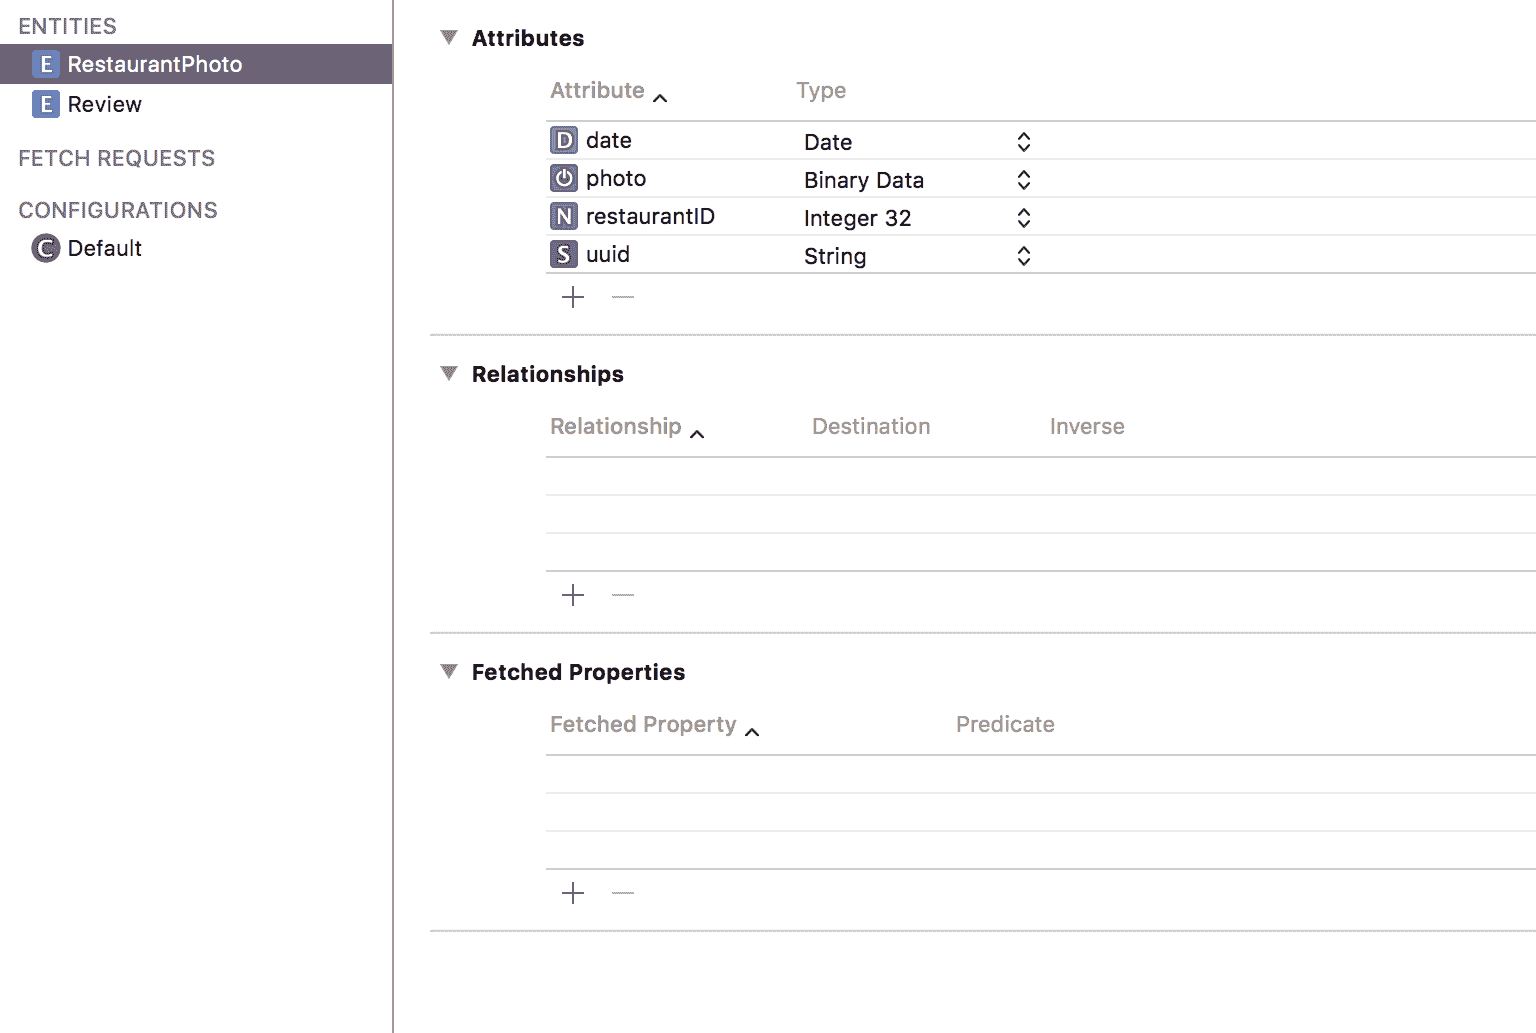 ENTITIES
E RestaurantPhoto
E Review
FETCH REQUESTS
CONFIGURATIONS
C Default
Attributes
Attribute Type
D date Date
photo Binary Data
N restaurantID Integer 32
S uuid String
Relationships
Relationship Destination Inverse
Fetched Properties
Fetched Property Predicate